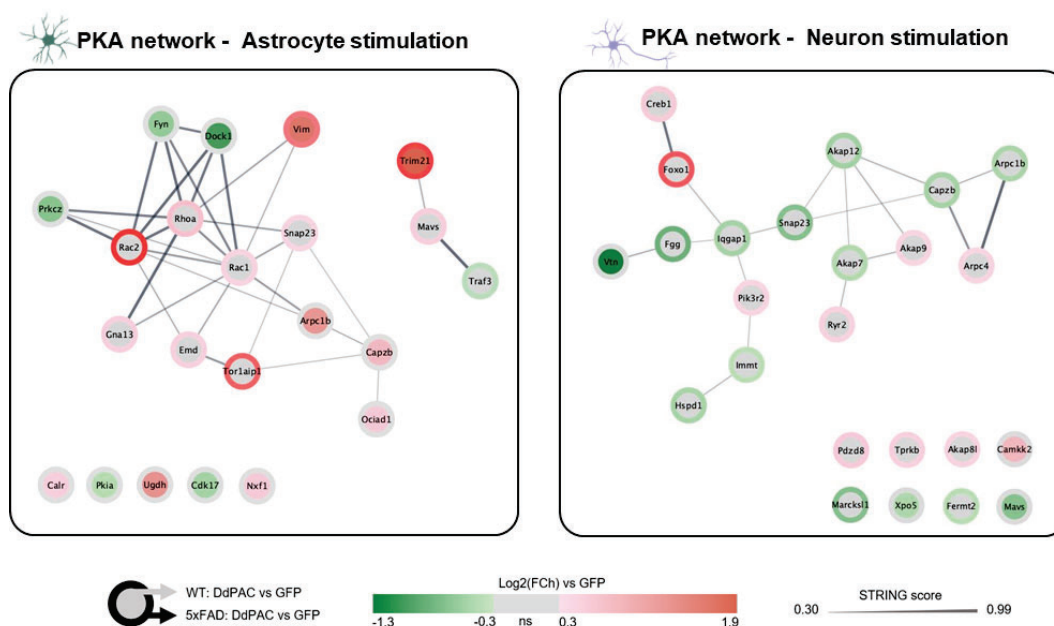 PKA network - Astrocyte stimulation
PKA network - Neuron stimulation
Fyn
Dock1
Vim
Trim21
Prkcz
Rhoa
Mavs
Rac2
Snap23
Rac1
Traf3
Gna13
Arpc1b
Emd
Capzb
Tor1aip1
Ociad1
Calr
Pkia
Ugdh
Cdk17
Nxf1
Creb1
Foxo1
Akap12
Arpc1b
Capzb
Snap23
Iqgap1
Fgg
Vtn
Akap7
Akap9
Arpc4
Pik3r2
Ryr2
Immt
Hspd1
Pdzd8
Tprkb
Akap8l
Camkk2
Marcksl1
Xpo5
Fermt2
Mavs
WT: DdPAC vs GFP
5xFAD: DdPAC vs GFP
Log2(FCh) vs GFP
-1.3 -0.3 ns 0.3 1.9
STRING score
0.30 0.99